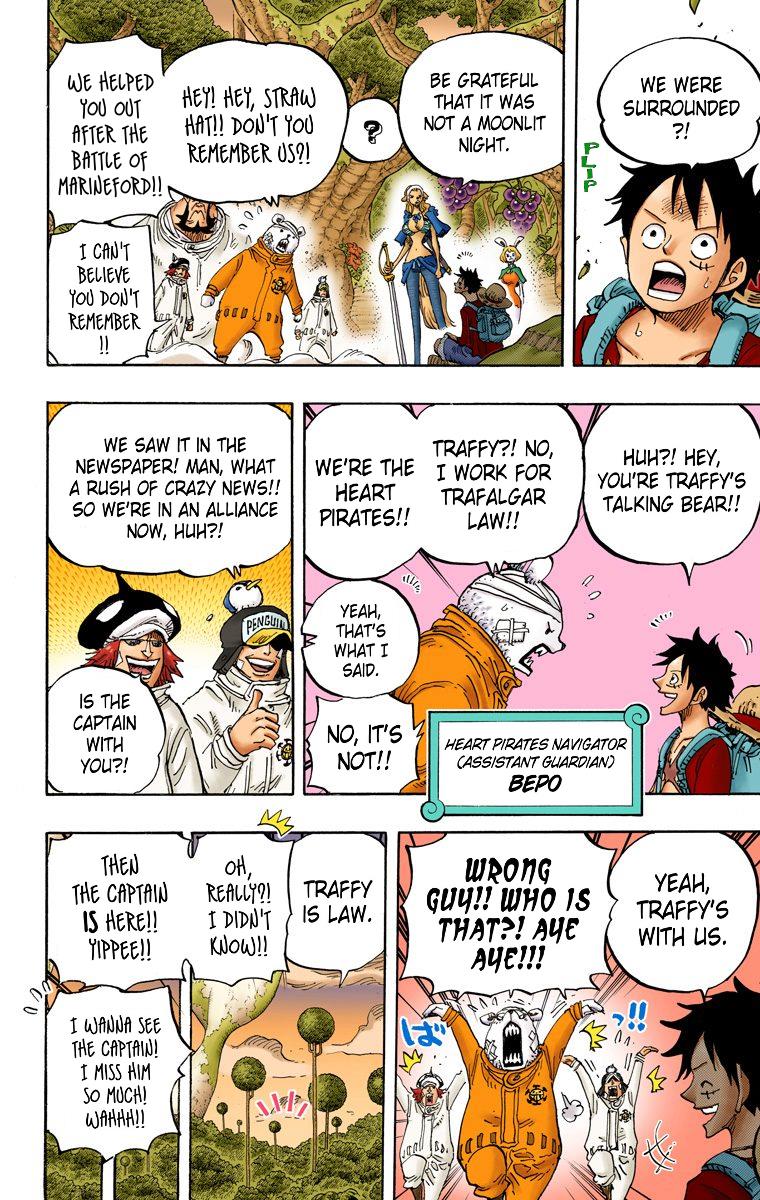 WE WERE
SURROUNDED
?!
PLIP
BE GRATEFUL
THAT IT WAS
NOT A MOONLIT
NIGHT.
?
HEY! HEY, STRAW
HAT!! DON'T YOU
REMEMBER US?!
WE HELPED
YOU OUT
AFTER THE
BATTLE OF
MARINEFORD!!
I CAN'T
BELIEVE
YOU DON'T
REMEMBER
!!
HUH?! HEY,
YOU'RE TRAFFY'S
TALKING BEAR!!
TRAFFY?! NO,
I WORK FOR
TRAFALGAR
LAW!!
WE'RE THE
HEART
PIRATES!!
YEAH,
THAT'S
WHAT I
SAID.
NO, IT'S
NOT!!
HEART PIRATES NAVIGATOR
(ASSISTANT GUARDIAN)
BEPO
WE SAW IT IN THE
NEWSPAPER! MAN, WHAT
A RUSH OF CRAZY NEWS!!
SO WE'RE IN AN ALLIANCE
NOW, HUH?!
PENGUIN
IS THE
CAPTAIN
WITH
YOU?!
YEAH,
TRAFFY'S
WITH US.
WRONG
GUY!! WHO IS
THAT?! AYE
AYE!!!
ばっ!!
TRAFFY
IS LAW.
OH,
REALLY?!
I DIDN'T
KNOW!!
THEN
THE CAPTAIN
IS HERE!!
YIPPEE!!
I WANNA SEE
THE CAPTAIN!
I MISS HIM
SO MUCH!
WAHHH!!